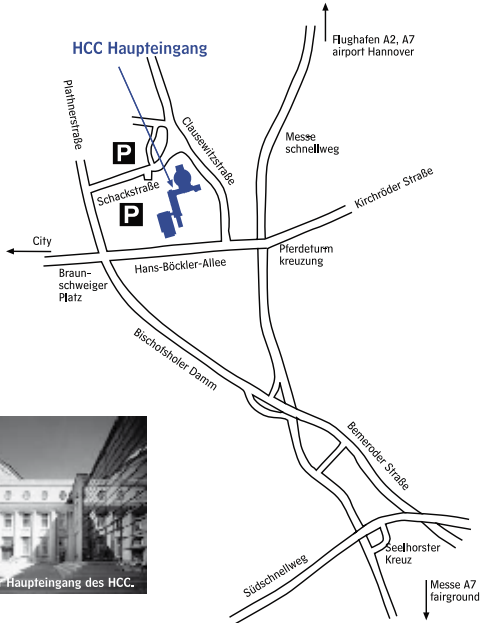 Flughafen A2, A7
airport Hannover
HCC Haupteingang
Plathnerstraße
Clausewitzstraße
Messe
schnellweg
P
Schackstraße
P
Kirchröder Straße
City
Hans-Böckler-Allee
Pferdeturm
kreuzung
Braun-
schweiger
Platz
Bischofsholer Damm
Bemeroder Straße
Haupteingang des HCC.
Südschnellweg
Seelhorster
Kreuz
Messe A7
fairground